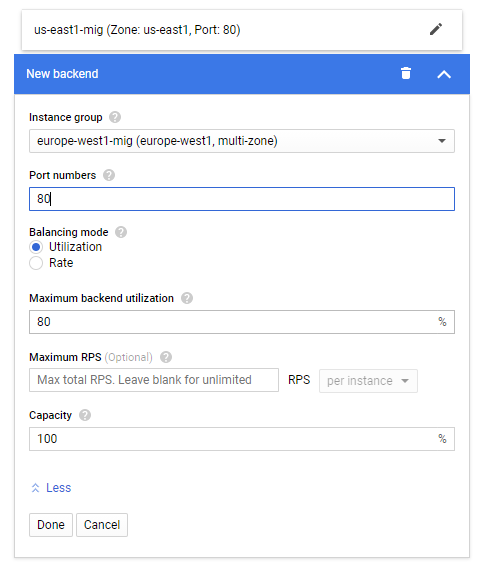 us-east1-mig (Zone: us-east1, Port: 80)
New backend
Instance group ?
europe-west1-mig (europe-west1, multi-zone)
Port numbers ?
80
Balancing mode ?
Utilization
Rate
Maximum backend utilization ?
80 %
Maximum RPS (Optional) ?
Max total RPS. Leave blank for unlimited RPS per instance
Capacity ?
100 %
Less
Done Cancel